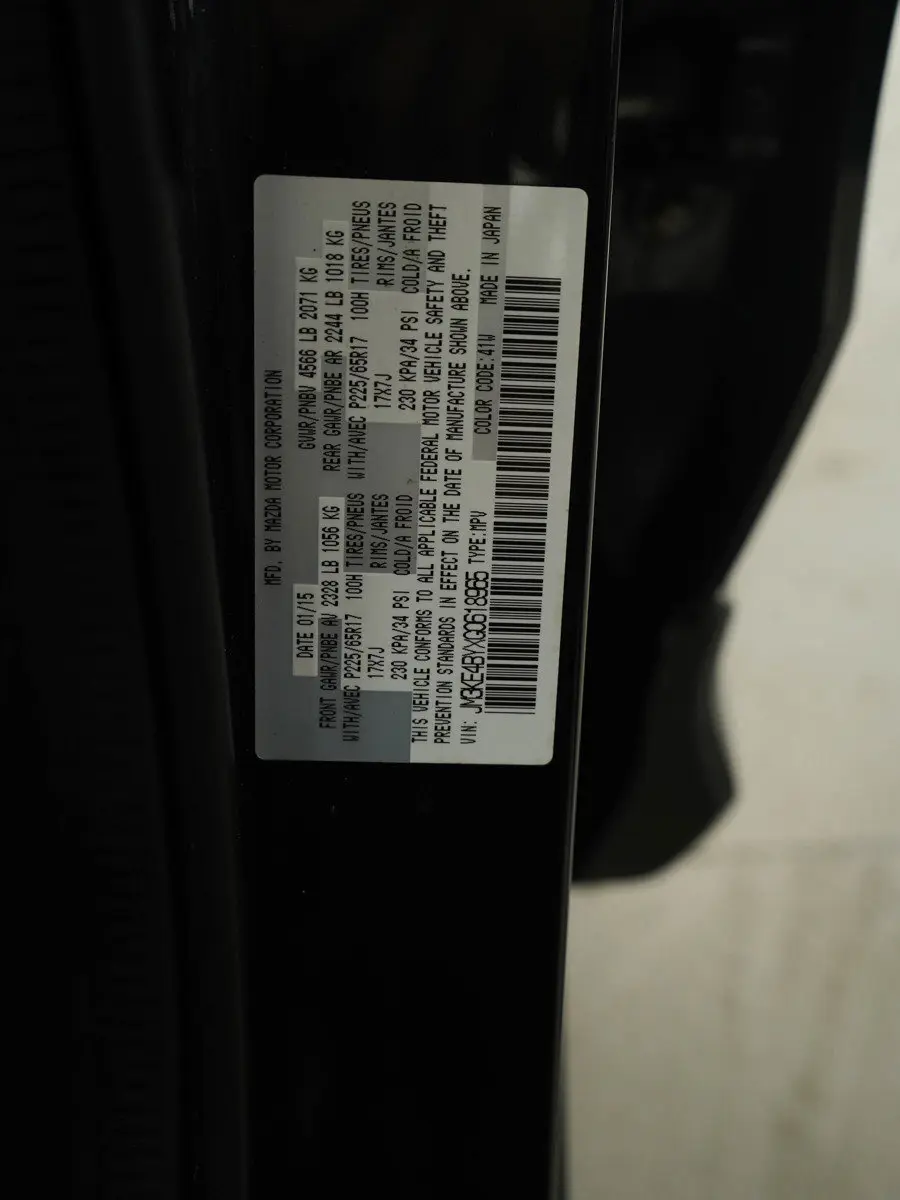 MFD. BY MAZDA MOTOR CORPORATION
DATE 01/15 GVWR/PNBV 4566 LB 2071 KG
FRONT GAWR/PNBE AV 2328 LB 1056 KG REAR GAWR/PNBE AR 2244 LB 1018 KG
WITH/AVEC P225/65R17 100H TIRES/PNEUS WITH/AVEC P225/65R17 100H TIRES/PNEUS
17X7J RIMS/JANTES 17X7J RIMS/JANTES
230 KPA/34 PSI COLD/A FROID 230 KPA/34 PSI COLD/A FROID
THIS VEHICLE CONFORMS TO ALL APPLICABLE FEDERAL MOTOR VEHICLE SAFETY AND THEFT
PREVENTION STANDARDS IN EFFECT ON THE DATE OF MANUFACTURE SHOWN ABOVE.
VIN: JM3KE4BYXG0618965 TYPE:MPV COLOR CODE:41W MADE IN JAPAN